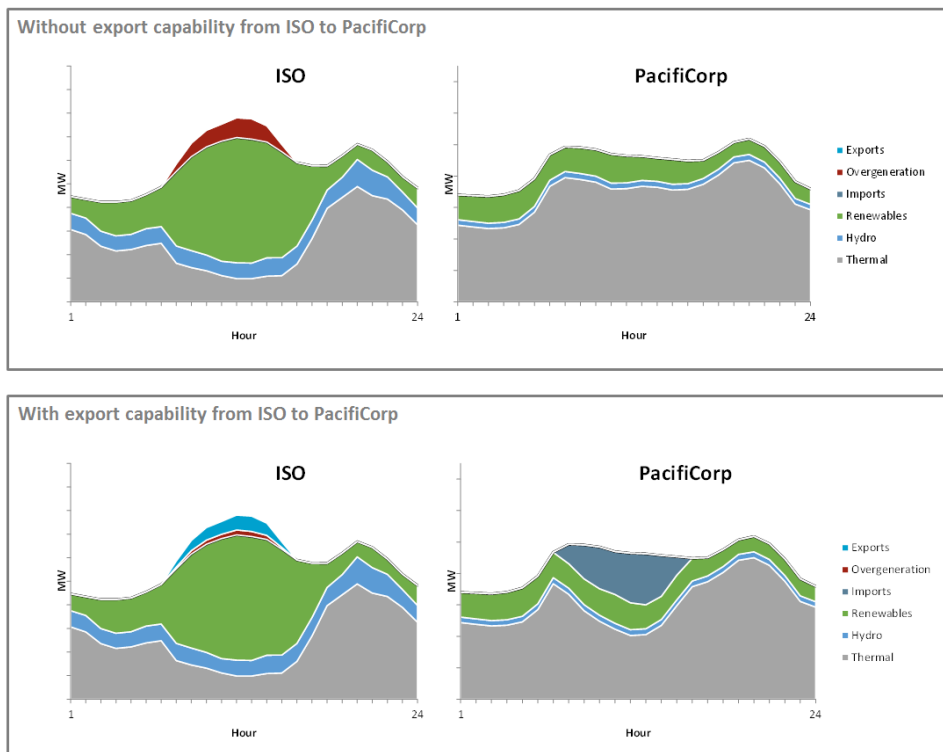 Without export capability from ISO to PacifiCorp
ISO
PacifiCorp
MW
MW
Exports
Overgeneration
Imports
Renewables
Hydro
Thermal
1
24
1
24
Hour
Hour
With export capability from ISO to PacifiCorp
ISO
PacifiCorp
MW
MW
Exports
Overgeneration
Imports
Renewables
Hydro
Thermal
1
24
1
24
Hour
Hour